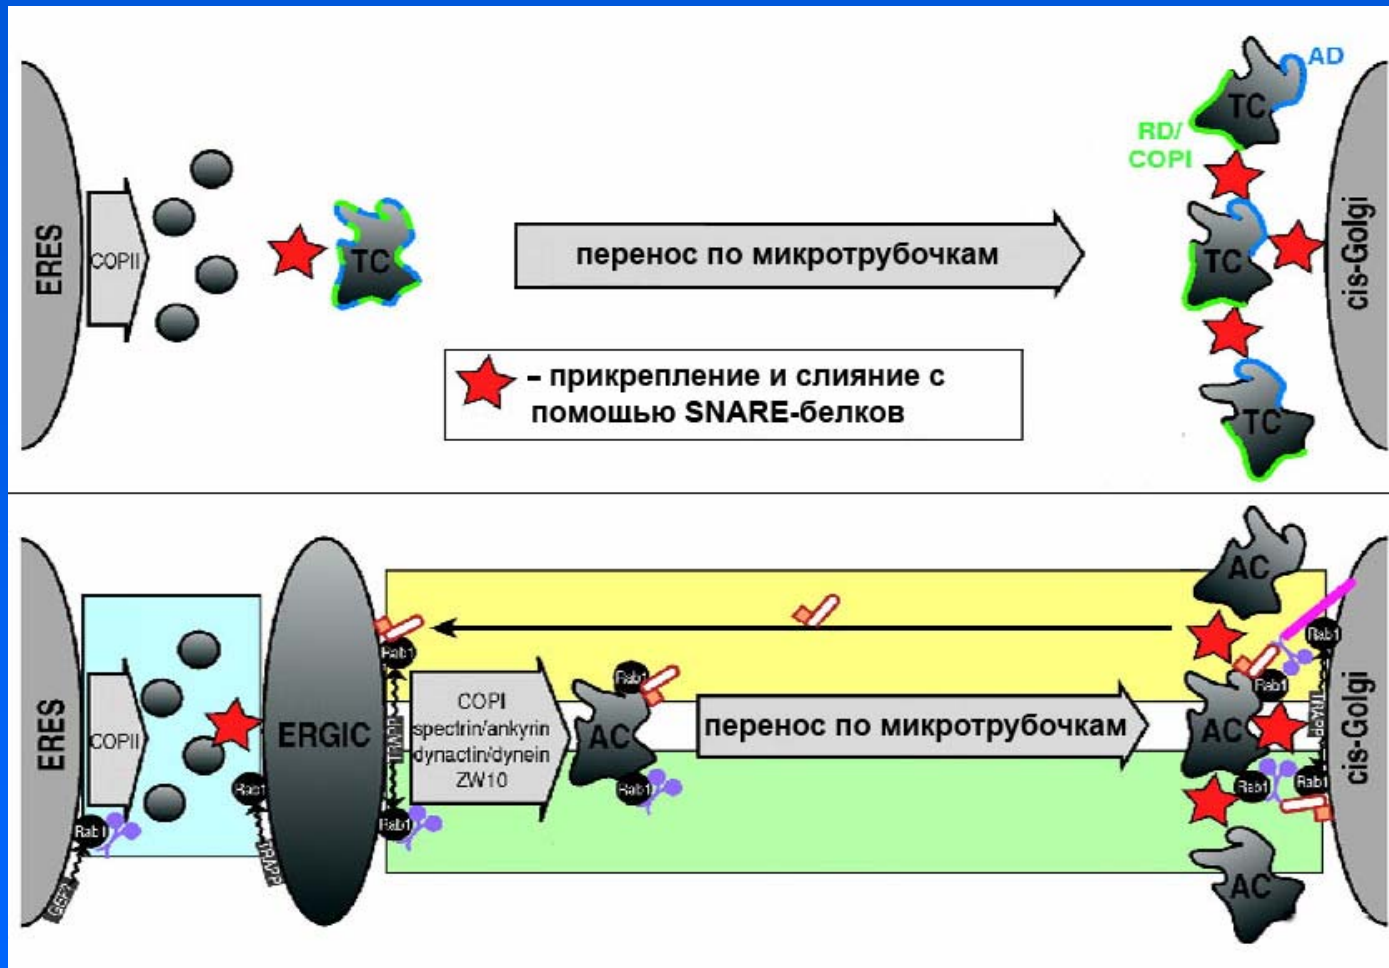 AD
TC
RD/
COPI
ERES
COPII
TC
перенос по микротрубочкам
TC
cis-Golgi
– прикрепление и слияние с
помощью SNARE-белков
TC
AC
Rab1
Rab1
Rab1
COPI
spectrin/ankyrin
dynactin/dynein
ZW10
Rab1
ERES
COPII
ERGIC
TRAPP
AC
перенос по микротрубочкам
AC
TRAPP
cis-Golgi
Rab1
Rab1
Rab1
Rab1
Rab1
Rab1
TRAPP
AC